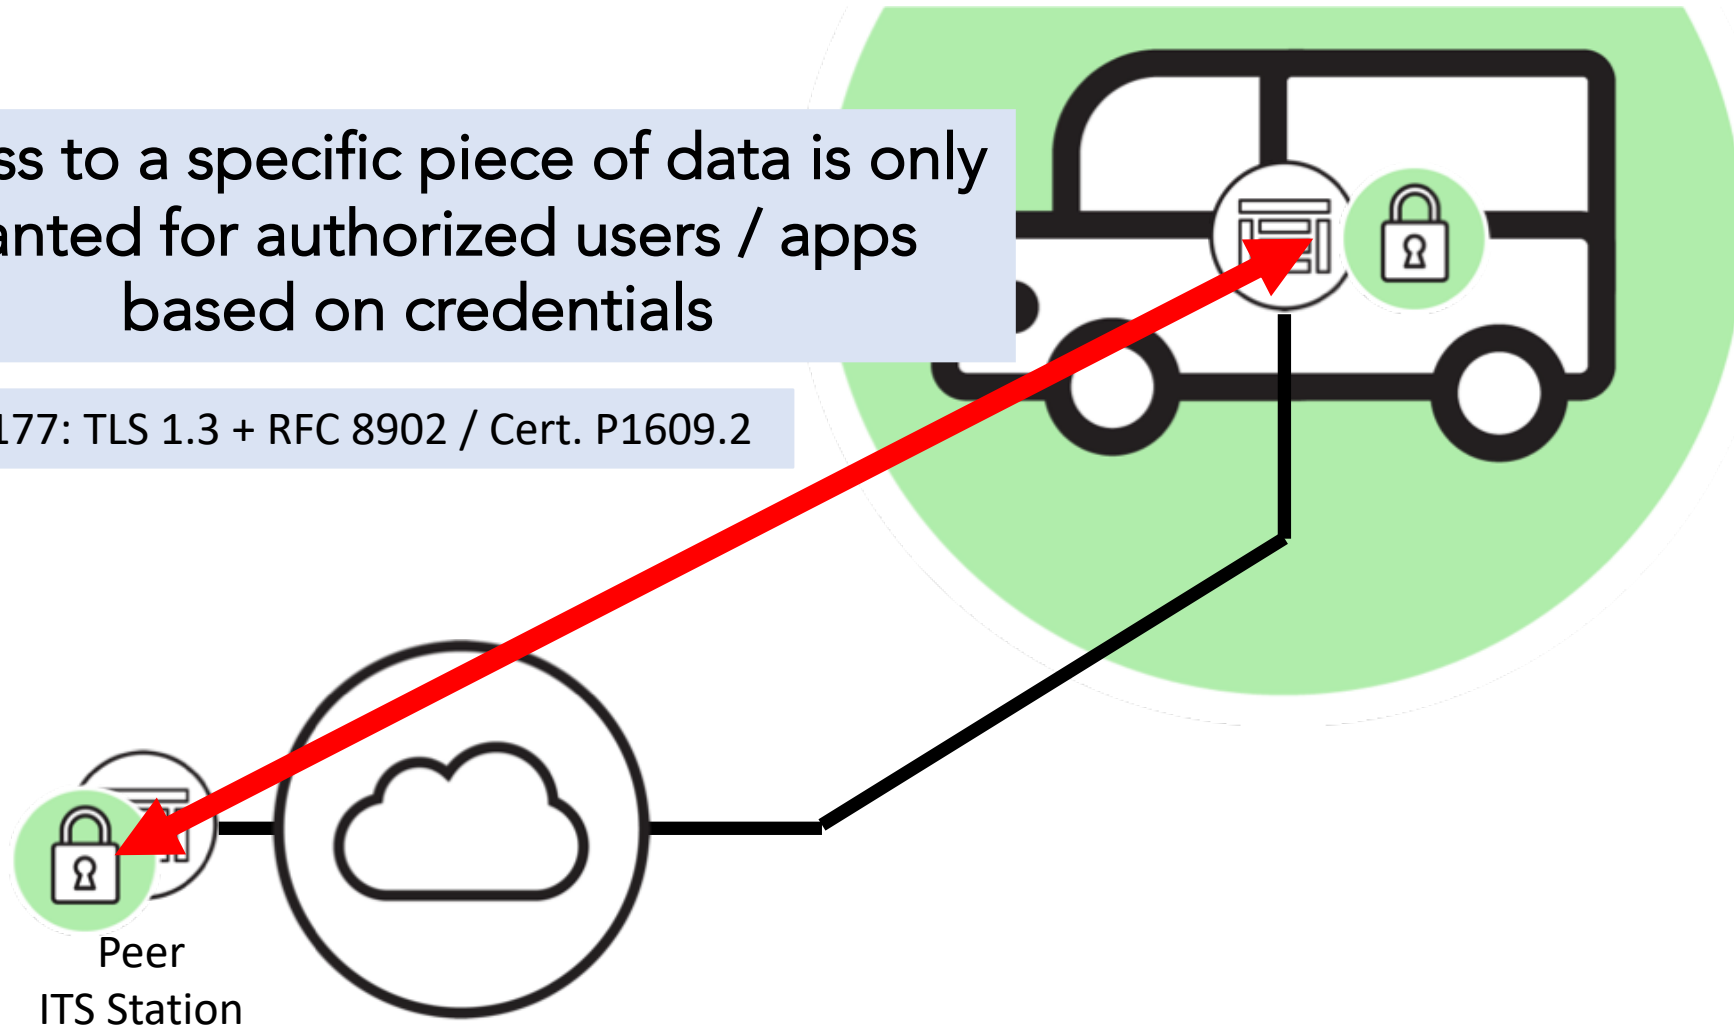 ss to a specific piece of data is only
anted for authorized users / apps
based on credentials
177: TLS 1.3 + RFC 8902 / Cert. P1609.2
Peer
ITS Station